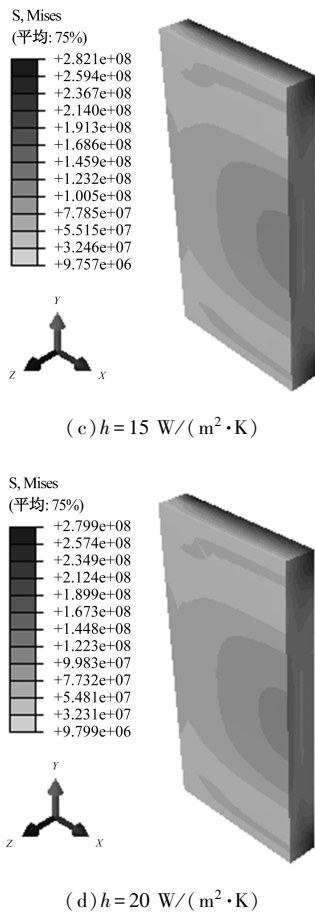 S, Mises
(平均: 75%)
+2.821e+08
+2.594e+08
+2.367e+08
+2.140e+08
+1.913e+08
+1.686e+08
+1.459e+08
+1.232e+08
+1.005e+08
+7.785e+07
+5.515e+07
+3.246e+07
+9.757e+06
Y
Z X
(c) h = 15 W/(m²·K)
S, Mises
(平均: 75%)
+2.799e+08
+2.574e+08
+2.349e+08
+2.124e+08
+1.899e+08
+1.673e+08
+1.448e+08
+1.223e+08
+9.983e+07
+7.732e+07
+5.481e+07
+3.231e+07
+9.799e+06
Y
Z X
(d) h = 20 W/(m²·K)